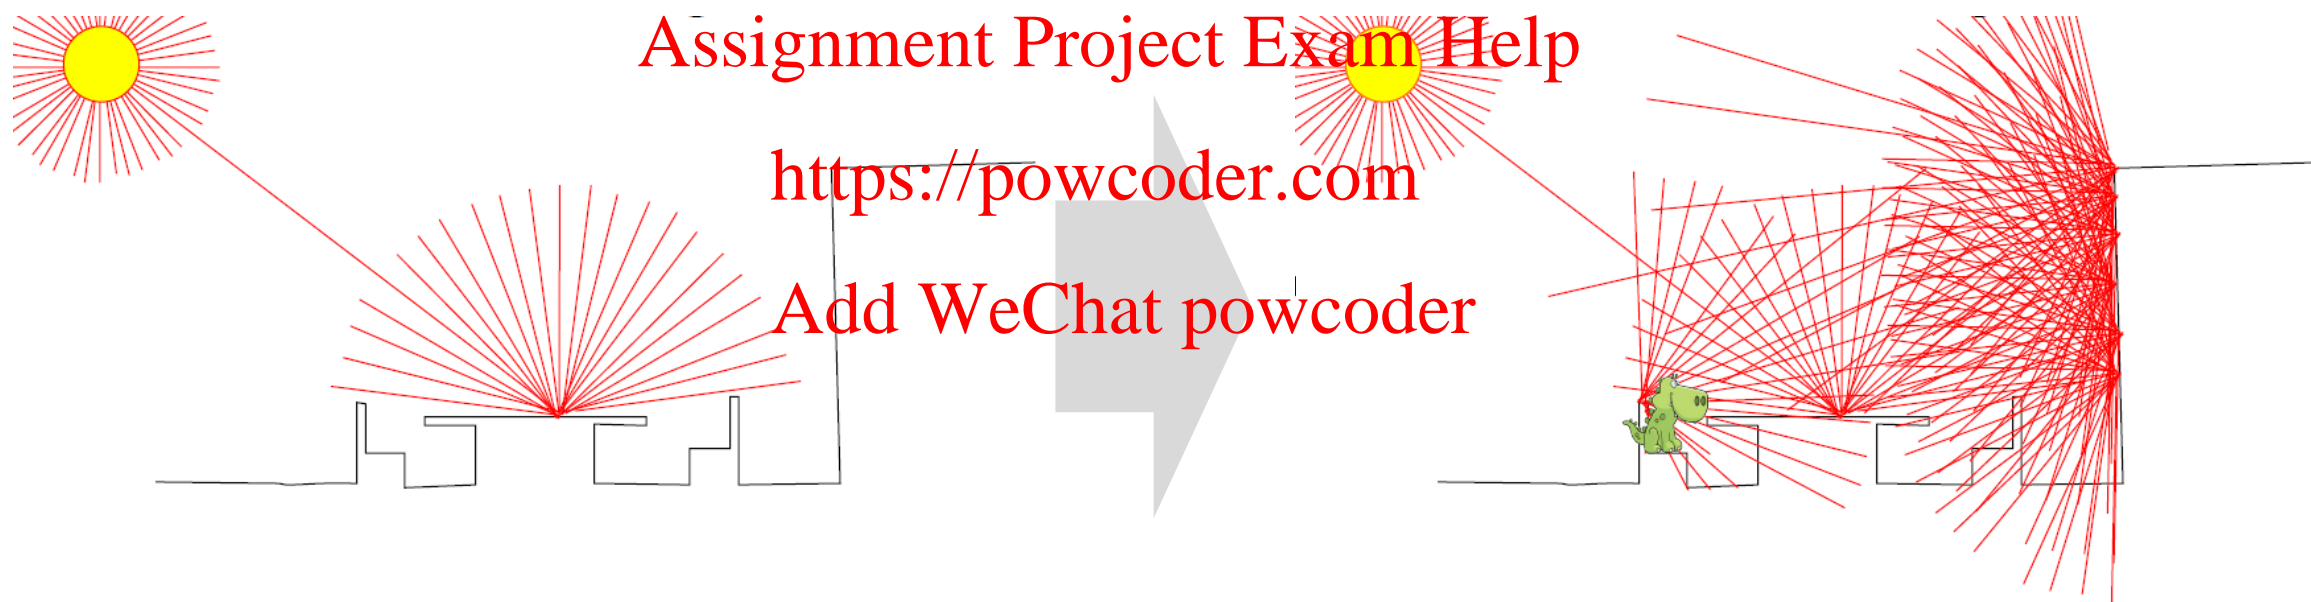 Assignment Project Exam Help
https://powcoder.com
Add WeChat powcoder